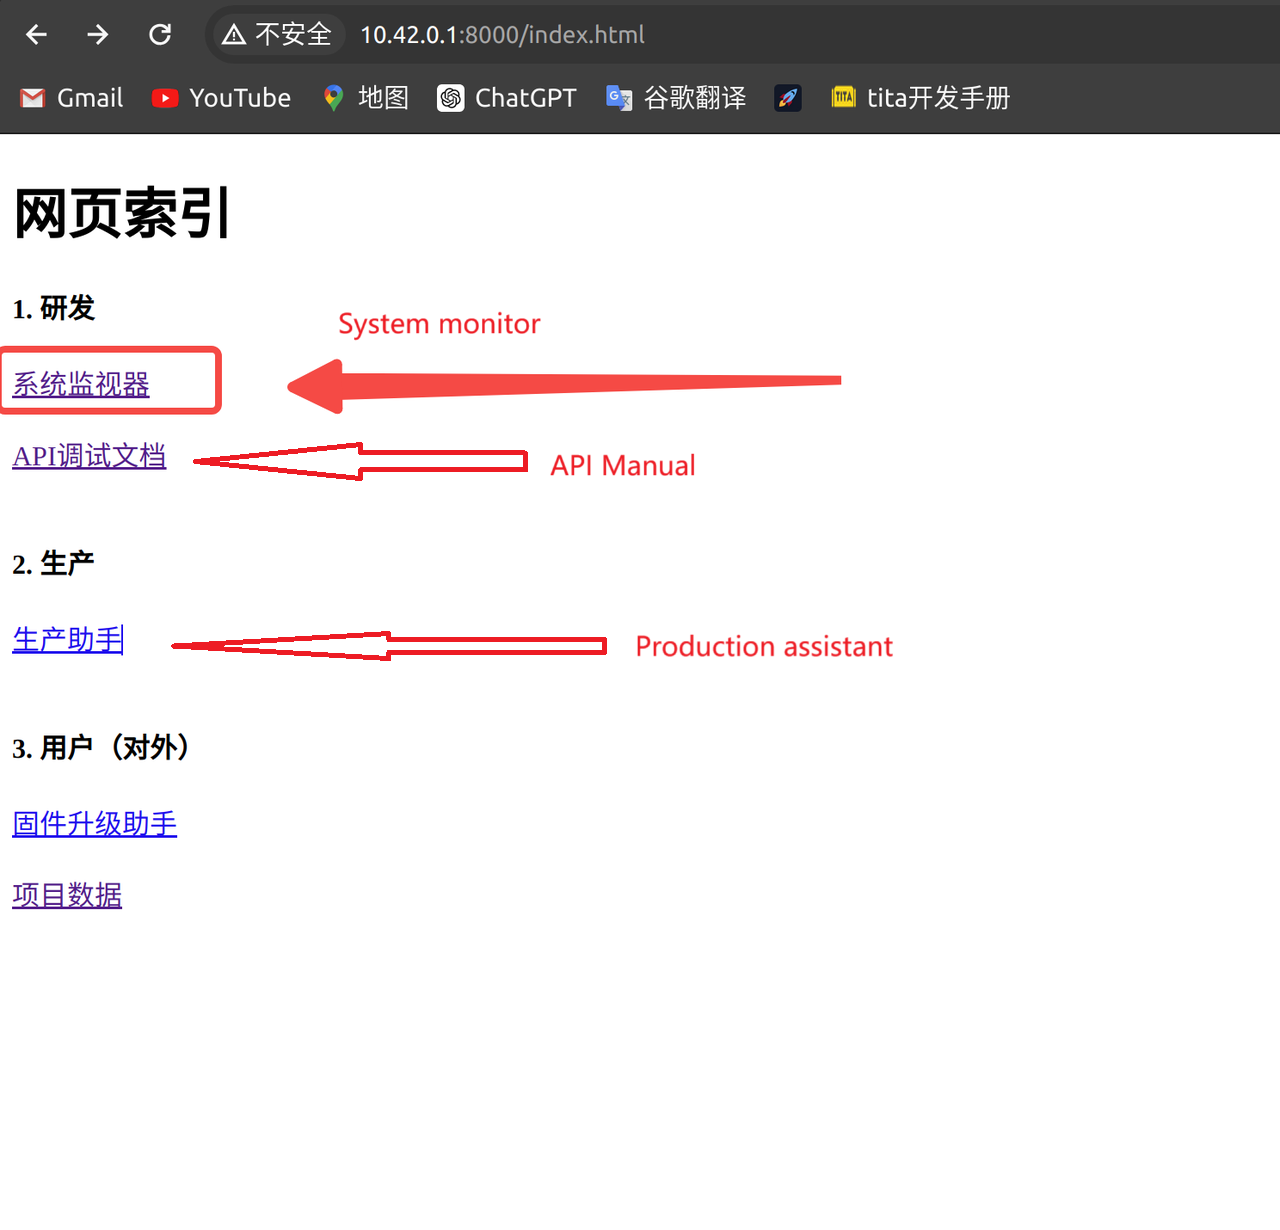 不安全 10.42.0.1:8000/index.html
Gmail YouTube 地图 ChatGPT 谷歌翻译 TITA tita开发手册
网页索引
1. 研发
System monitor
系统监视器
API调试文档
API Manual
2. 生产
生产助手
Production assistant
3. 用户（对外）
固件升级助手
项目数据